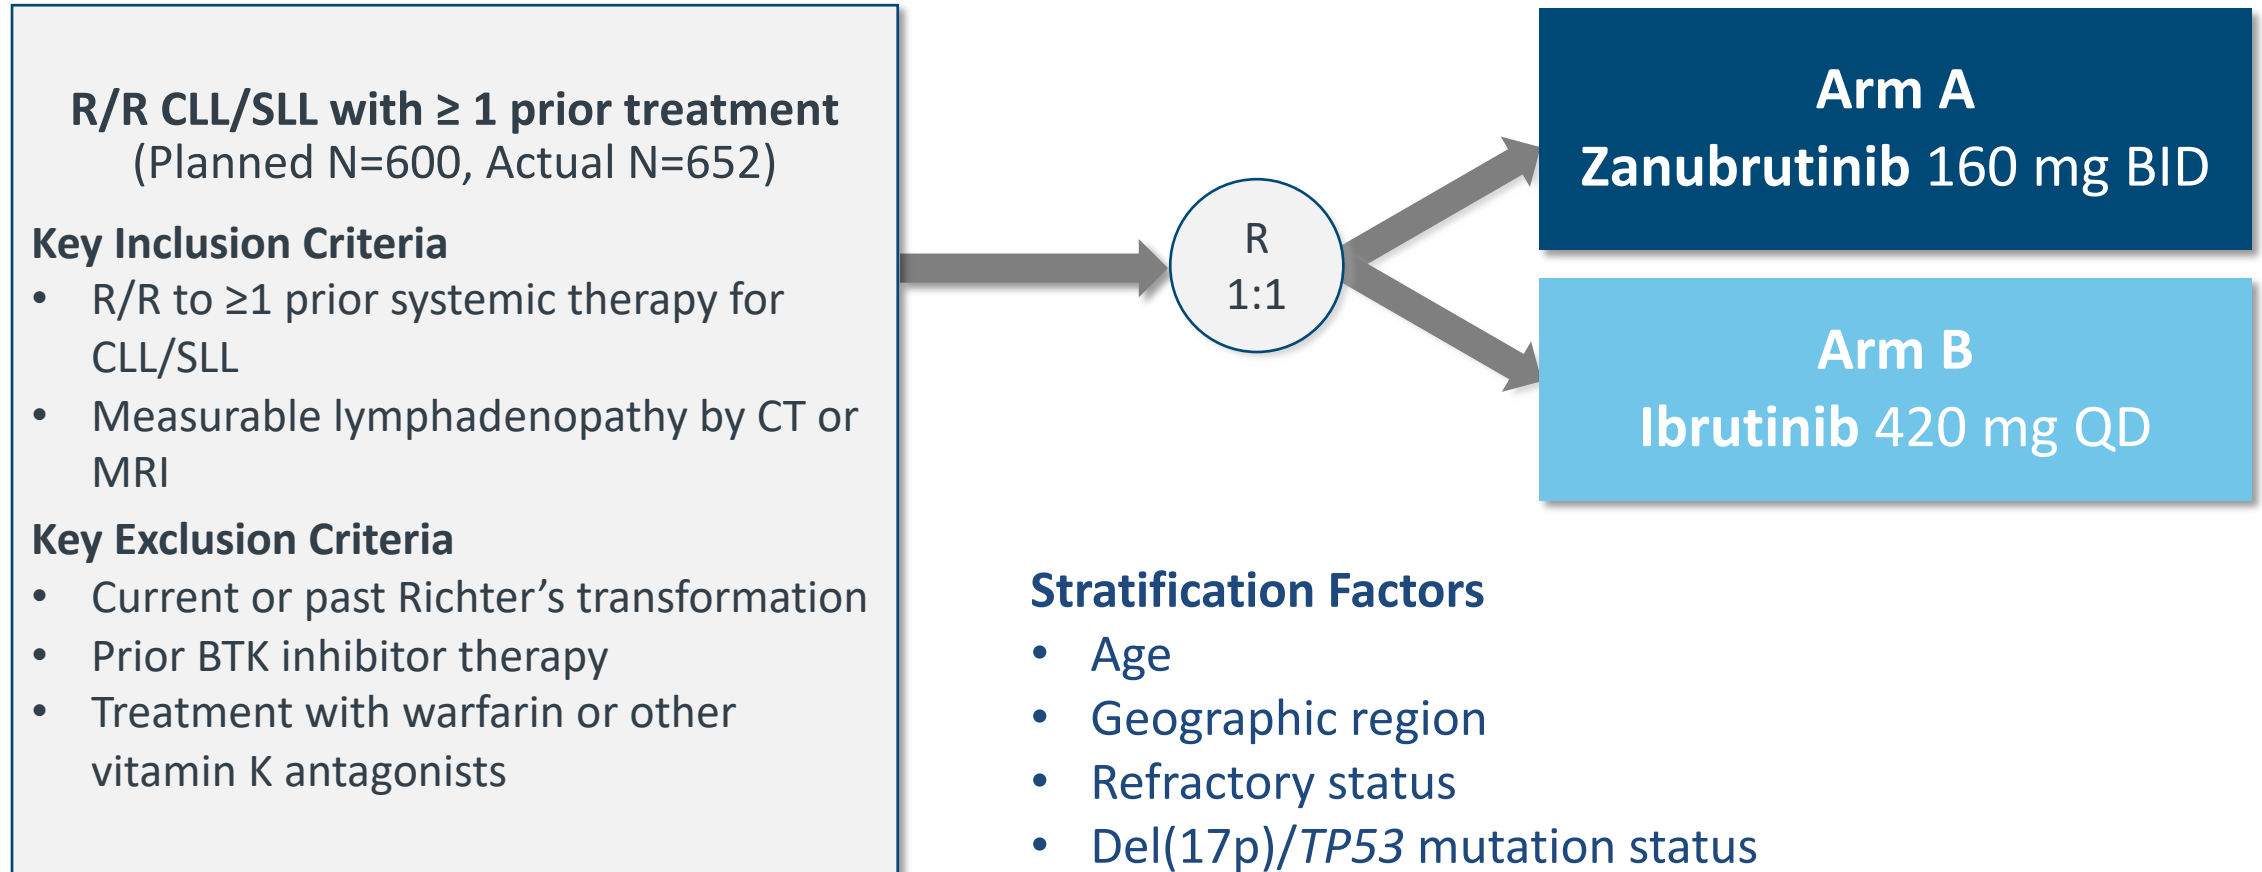 R/R CLL/SLL with ≥ 1 prior treatment
(Planned N=600, Actual N=652)
Key Inclusion Criteria
• R/R to ≥1 prior systemic therapy for
CLL/SLL
• Measurable lymphadenopathy by CT or
MRI
Key Exclusion Criteria
• Current or past Richter’s transformation
• Prior BTK inhibitor therapy
• Treatment with warfarin or other
vitamin K antagonists
R
1:1
Arm A
Zanubrutinib 160 mg BID
Arm B
Ibrutinib 420 mg QD
Stratification Factors
• Age
• Geographic region
• Refractory status
• Del(17p)/TP53 mutation status